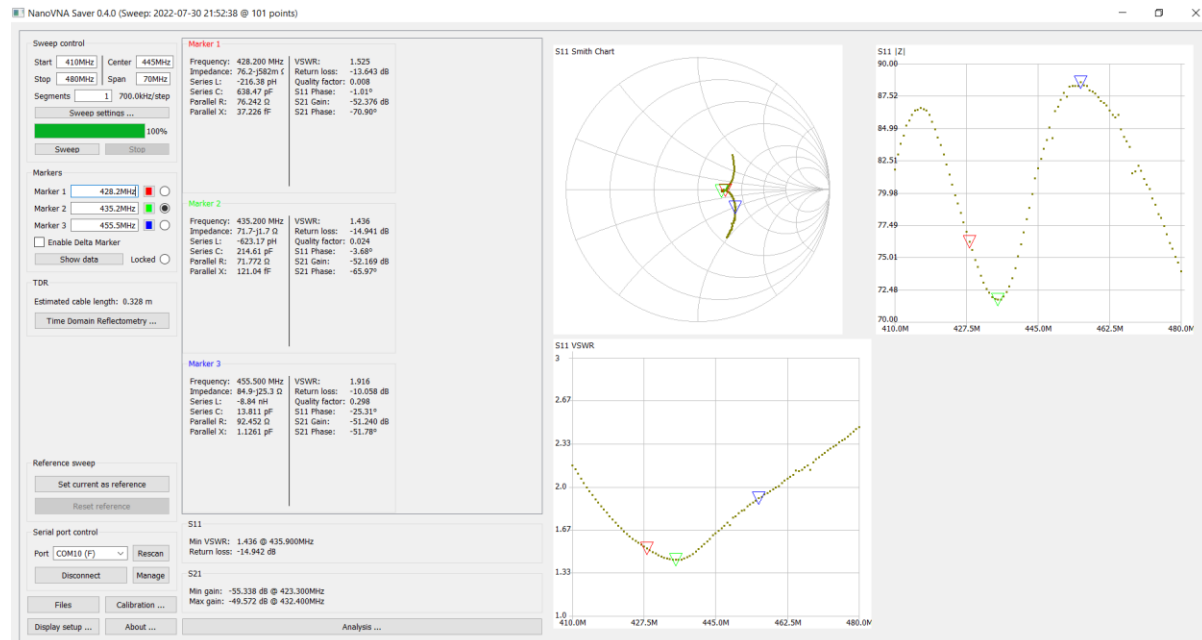 NanoVNA Saver 0.4.0 (Sweep: 2022-07-30 21:52:38 @ 101 points)
Sweep control
Start 410MHz Center 445MHz
Stop 480MHz Span 70MHz
Segments 1 700.0kHz/step
Sweep settings ...
100%
Sweep Stop
Markers
Marker 1 428.2MHz
Marker 2 435.2MHz
Marker 3 455.5MHz
Enable Delta Marker
Show data Locked
TDR
Estimated cable length: 0.328 m
Time Domain Reflectometry ...
Reference sweep
Set current as reference
Reset reference
Serial port control
Port COM10 (F) Rescan
Disconnect Manage
Files Calibration ...
Display setup ... About ...
Marker 1
Frequency: 428.200 MHz VSWR: 1.525
Impedance: 76.2-j582m Ω Return loss: -13.643 dB
Series L: -216.38 pH Quality factor: 0.008
Series C: 638.47 pF S11 Phase: -1.01°
Parallel R: 76.242 Ω S21 Gain: -52.376 dB
Parallel X: 37.226 fF S21 Phase: -70.90°
Marker 2
Frequency: 435.200 MHz VSWR: 1.436
Impedance: 71.7-j1.7 Ω Return loss: -14.941 dB
Series L: -623.17 pH Quality factor: 0.024
Series C: 214.61 pF S11 Phase: -3.68°
Parallel R: 71.772 Ω S21 Gain: -52.169 dB
Parallel X: 121.04 fF S21 Phase: -65.97°
Marker 3
Frequency: 455.500 MHz VSWR: 1.916
Impedance: 84.9-j25.3 Ω Return loss: -10.058 dB
Series L: -8.84 nH Quality factor: 0.298
Series C: 13.811 pF S11 Phase: -25.31°
Parallel R: 92.452 Ω S21 Gain: -51.240 dB
Parallel X: 1.1261 pF S21 Phase: -51.78°
S11
Min VSWR: 1.436 @ 435.900MHz
Return loss: -14.942 dB
S21
Min gain: -55.338 dB @ 423.300MHz
Max gain: -49.572 dB @ 432.400MHz
Analysis ...
S11 Smith Chart
S11 |Z|
90.00
87.52
84.99
82.51
79.98
77.49
75.01
72.48
70.00
410.0M 427.5M 445.0M 462.5M 480.0M
S11 VSWR
3
2.67
2.33
2.0
1.67
1.33
1.0
410.0M 427.5M 445.0M 462.5M 480.0M